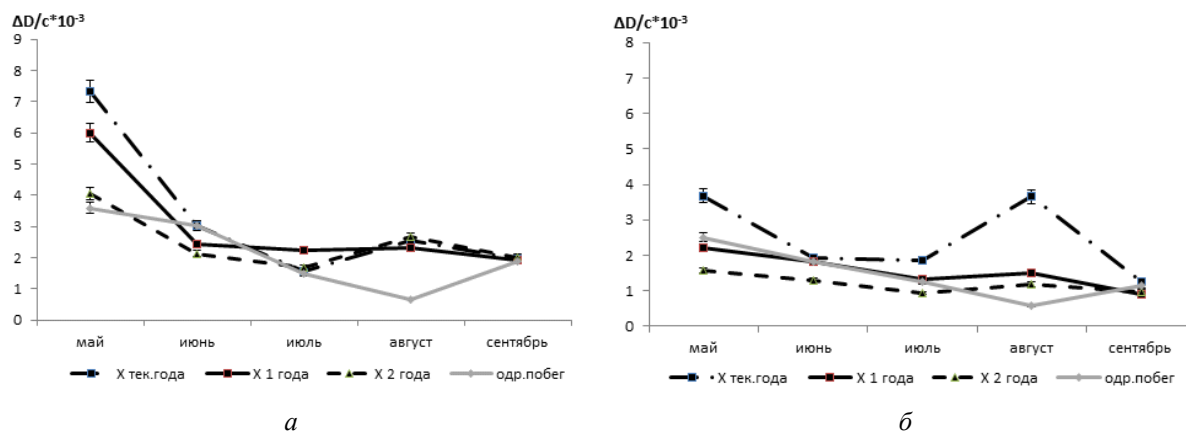 ΔD/c*10⁻³
9
8
7
6
5
4
3
2
1
0
май июнь июль август сентябрь
Х тек.года Х 1 года Х 2 года одр.побег
а
ΔD/c*10⁻³
8
7
6
5
4
3
2
1
0
май июнь июль август сентябрь
Х тек.года Х 1 года Х 2 года одр.побег
б